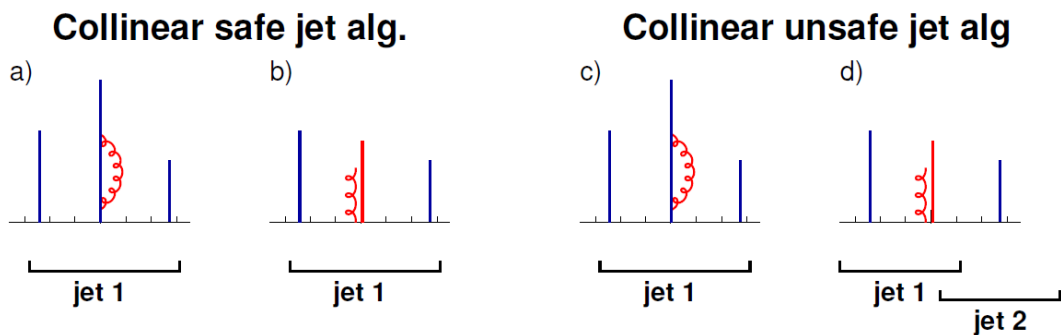 Collinear safe jet alg.
Collinear unsafe jet alg
a)
b)
c)
d)
jet 1
jet 1
jet 1
jet 1
jet 2